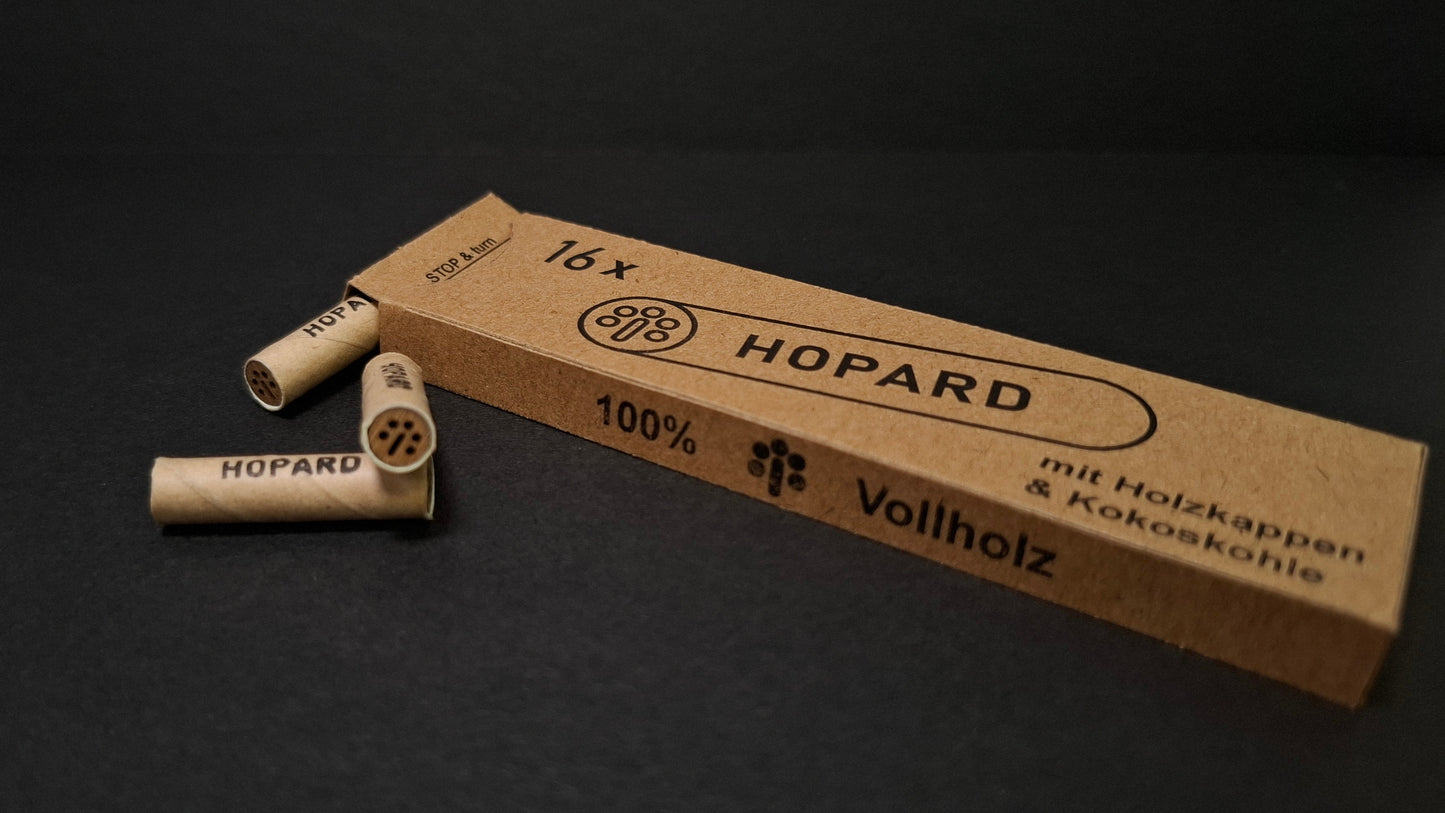 STOP & turn
16 x
HOPARD
mit Holzkappen
& Kokoskohle
100%
Vollholz
HOPA
HOPARD